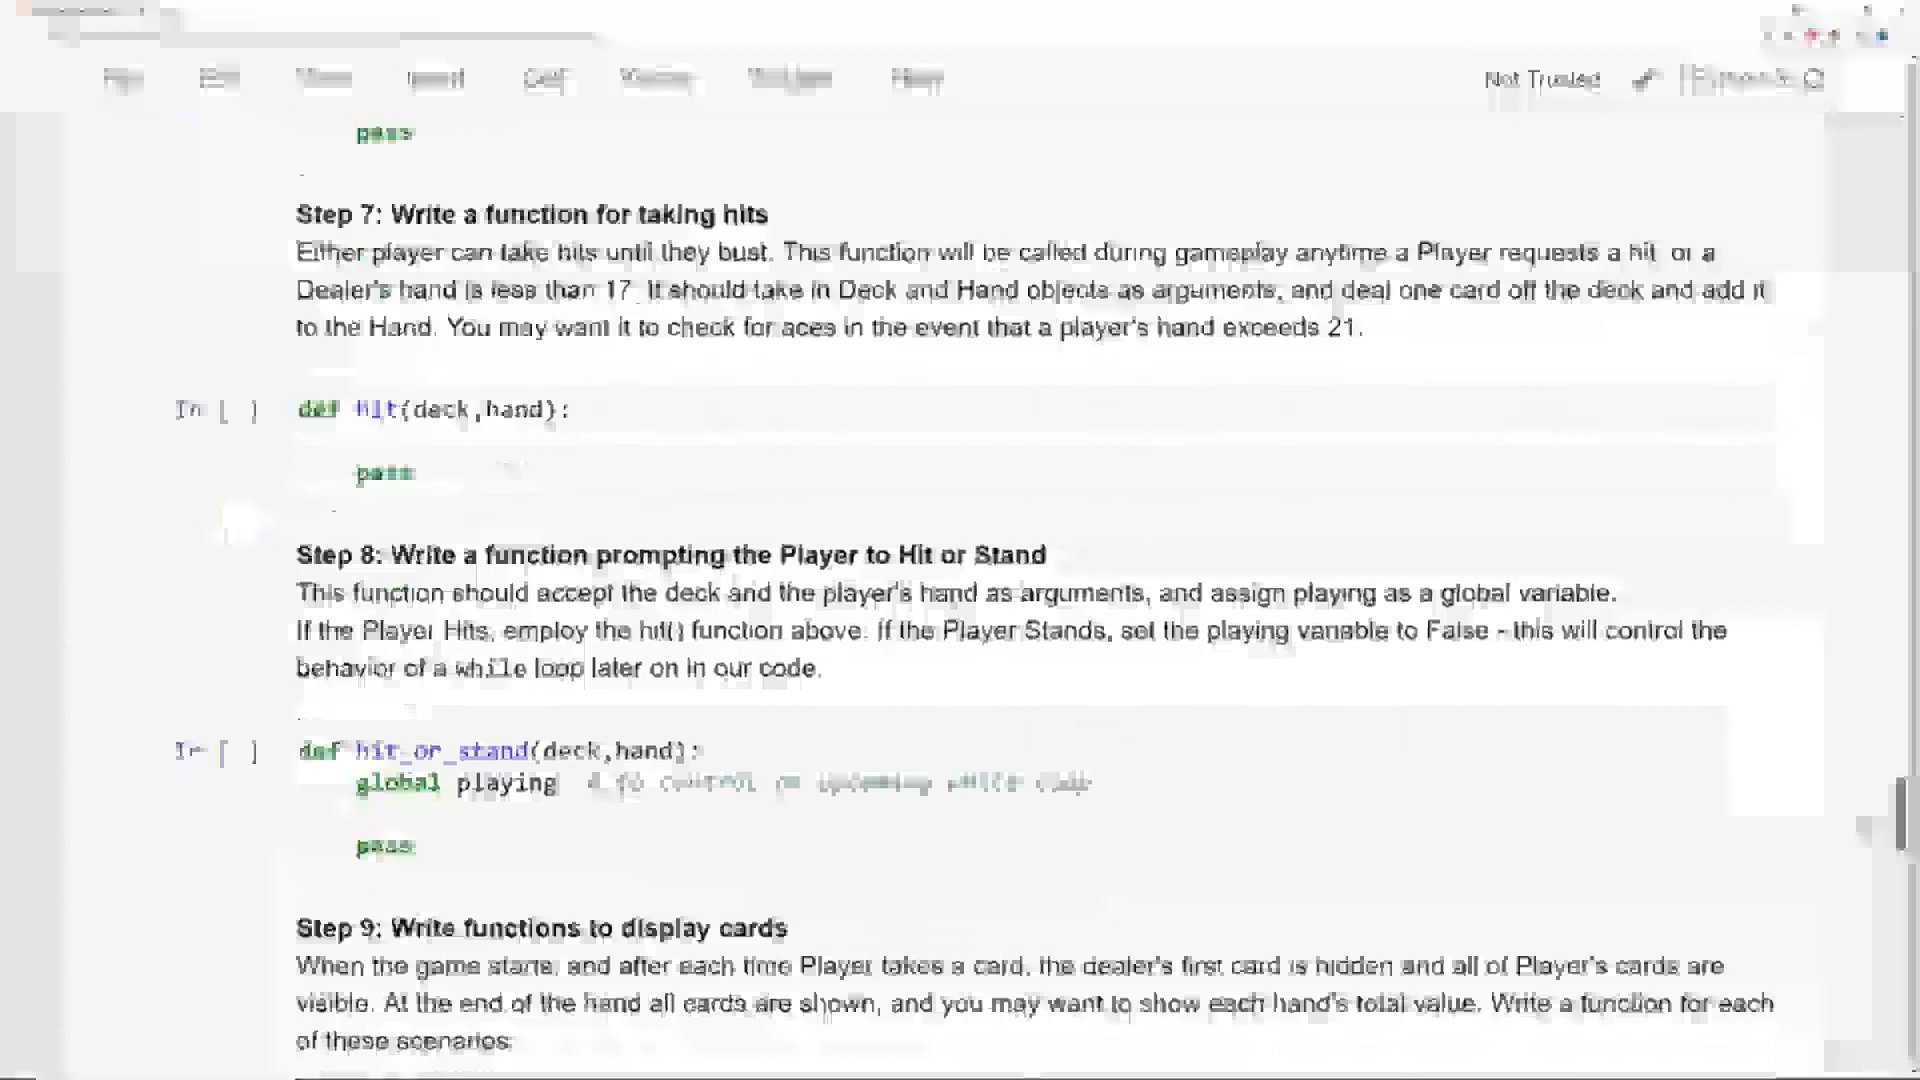 Not Trusted
pass
Step 7: Write a function for taking hits
Either player can take hits until they bust. This function will be called during gameplay anytime a Player requests a hit, or a
Dealer's hand is less than 17. It should take in Deck and Hand objects as arguments, and deal one card off the deck and add it
to the Hand. You may want it to check for aces in the event that a player's hand exceeds 21.
In [ ] def hit(deck,hand):
pass
Step 8: Write a function prompting the Player to Hit or Stand
This function should accept the deck and the player's hand as arguments, and assign playing as a global variable.
If the Player Hits, employ the hit() function above. If the Player Stands, set the playing variable to False - this will control the
behavior of a while loop later on in our code.
In [ ] def hit_or_stand(deck,hand):
global playing # to control an upcoming while loop
pass
Step 9: Write functions to display cards
When the game starts, and after each time Player takes a card, the dealer's first card is hidden and all of Player's cards are
visible. At the end of the hand all cards are shown, and you may want to show each hand's total value. Write a function for each
of these scenarios.